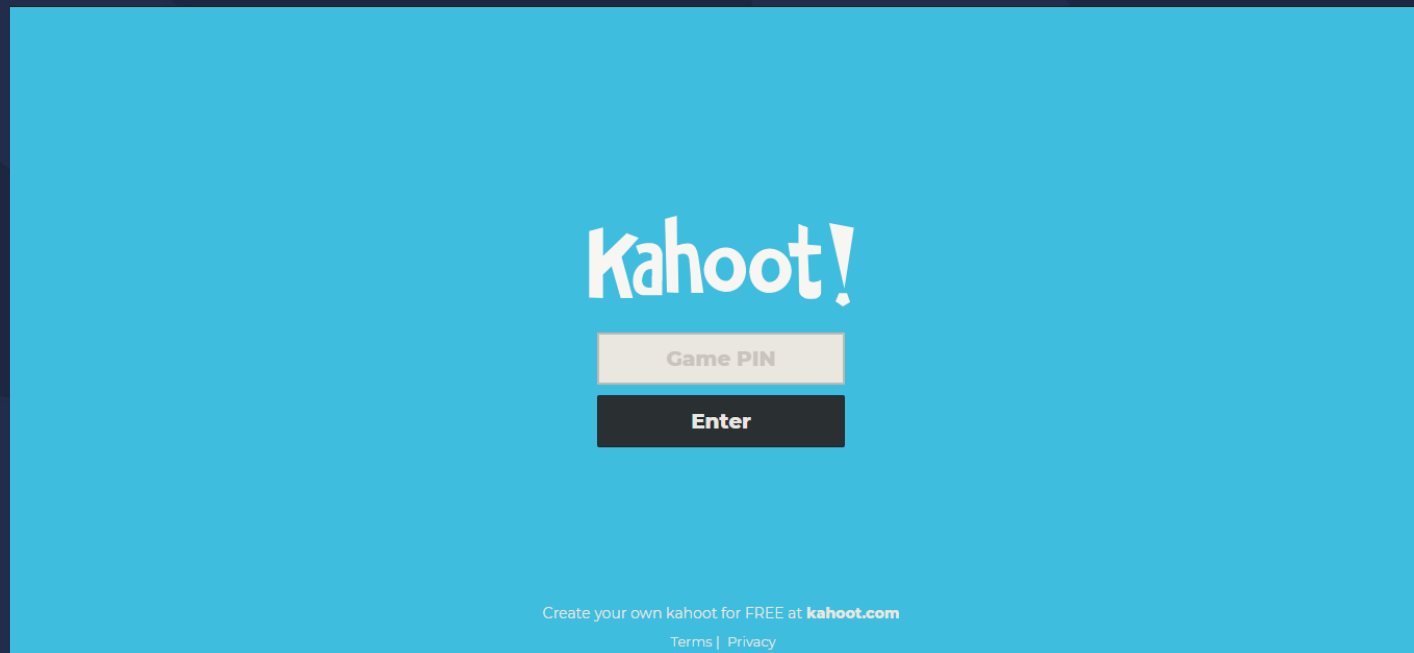 Kahoot!
Game PIN
Enter
Create your own kahoot for FREE at kahoot.com
Terms | Privacy